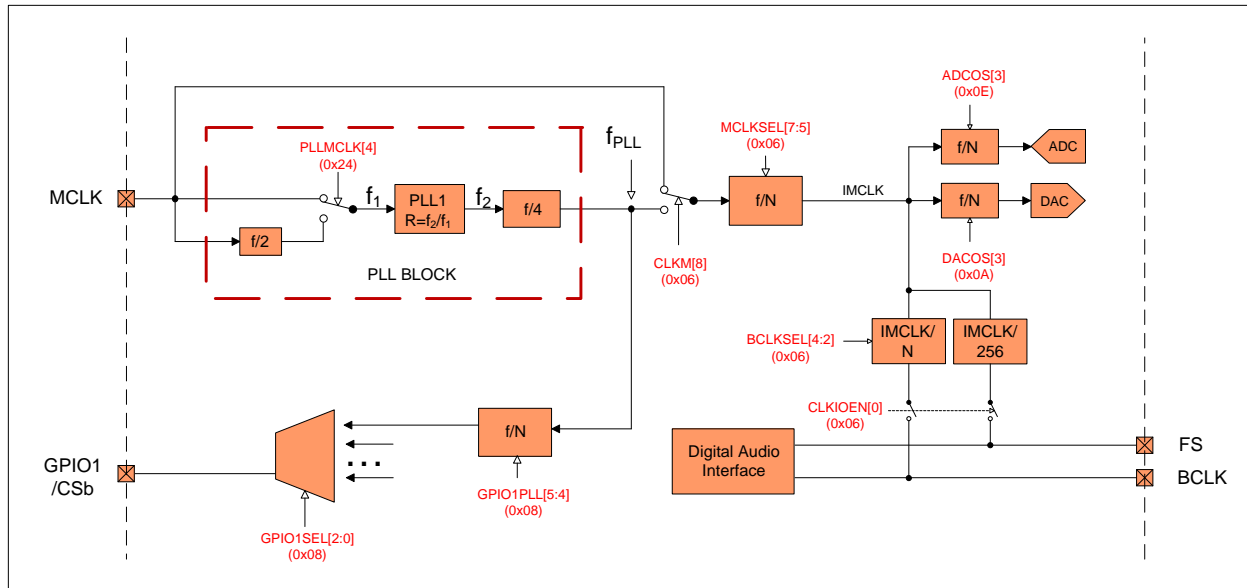 ADCOS[3]
(0x0E)
f/N
ADC
MCLKSEL[7:5]
(0x06)
f/N
IMCLK
f/N
DAC
DACOS[3]
(0x0A)
fPLL
PLLMCLK[4]
(0x24)
MCLK
f1
PLL1
R=f2/f1
f2
f/4
f/2
PLL BLOCK
CLKM[8]
(0x06)
BCLKSEL[4:2]
(0x06)
IMCLK/
N
IMCLK/
256
CLKIOEN[0]
(0x06)
Digital Audio
Interface
FS
BCLK
f/N
GPIO1PLL[5:4]
(0x08)
...
GPIO1
/CSb
GPIO1SEL[2:0]
(0x08)